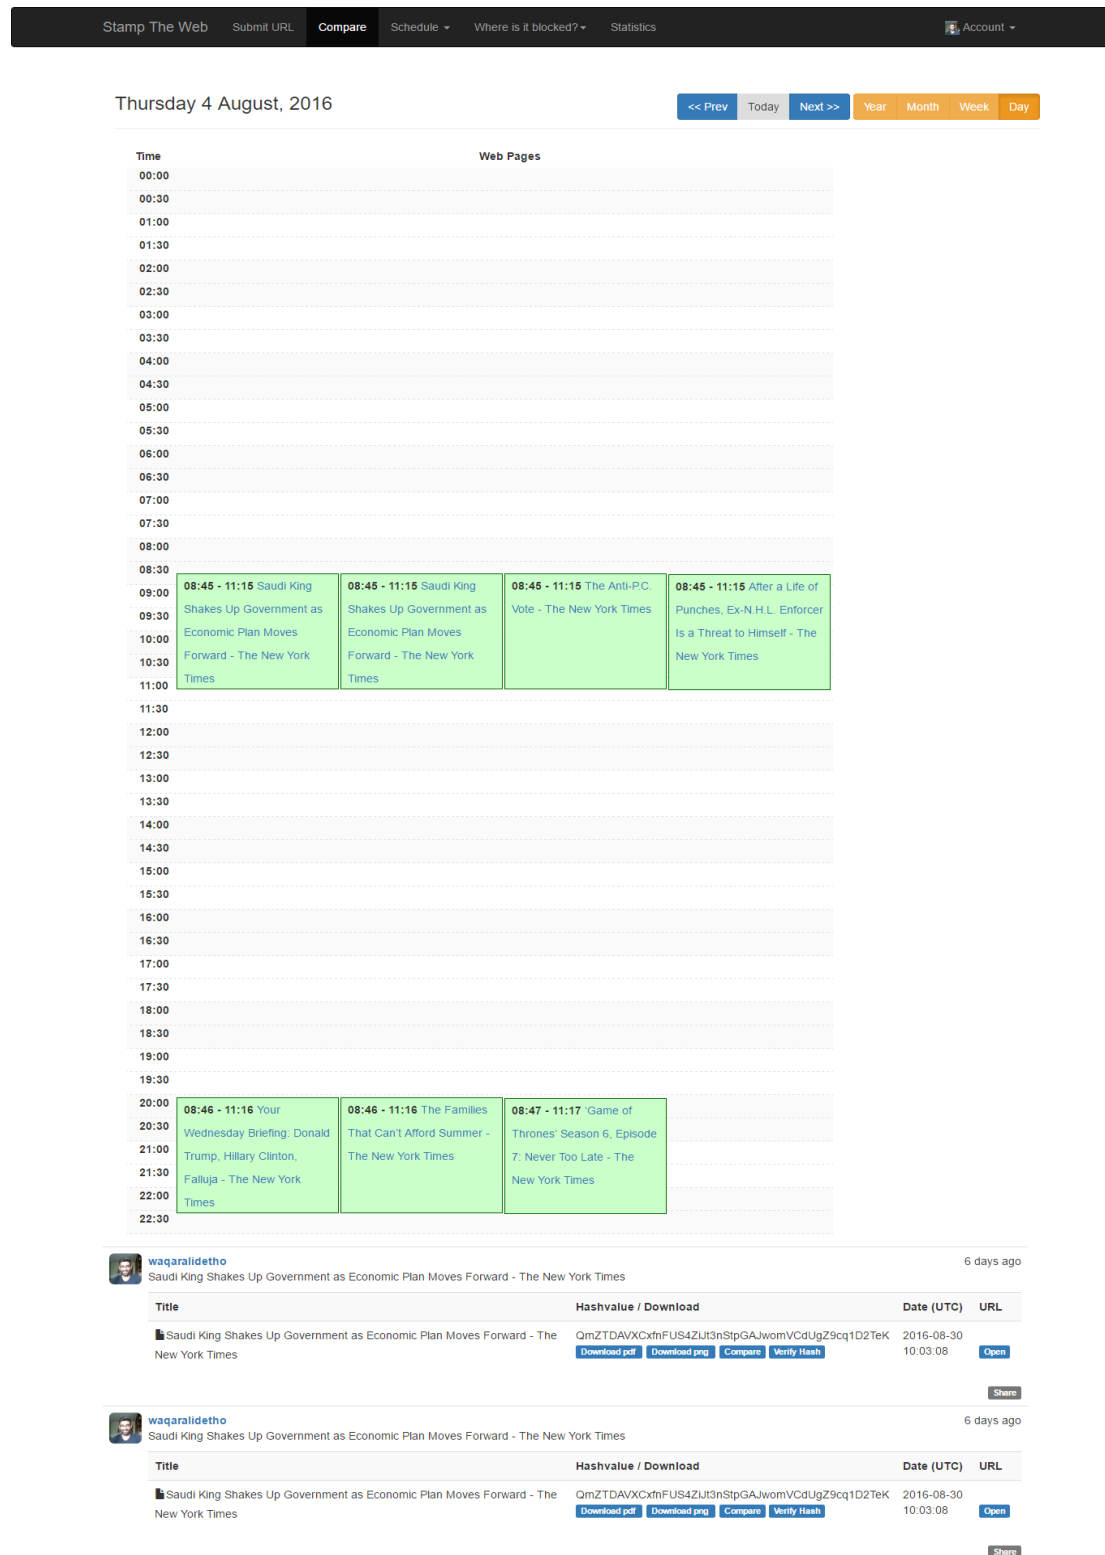 Stamp The Web Submit URL Compare Schedule Where is it blocked? Statistics Account
Thursday 4 August, 2016
<< Prev Today Next >> Year Month Week Day
Time Web Pages
00:00
00:30
01:00
01:30
02:00
02:30
03:00
03:30
04:00
04:30
05:00
05:30
06:00
06:30
07:00
07:30
08:00
08:30
09:00
09:30
10:00
10:30
11:00
08:45 - 11:15 Saudi King
Shakes Up Government as
Economic Plan Moves
Forward - The New York
Times
08:45 - 11:15 Saudi King
Shakes Up Government as
Economic Plan Moves
Forward - The New York
Times
08:45 - 11:15 The Anti-P.C.
Vote - The New York Times
08:45 - 11:15 After a Life of
Punches, Ex-N.H.L. Enforcer
Is a Threat to Himself - The
New York Times
11:30
12:00
12:30
13:00
13:30
14:00
14:30
15:00
15:30
16:00
16:30
17:00
17:30
18:00
18:30
19:00
19:30
20:00
20:30
21:00
21:30
22:00
22:30
08:46 - 11:16 Your
Wednesday Briefing: Donald
Trump, Hillary Clinton,
Falluja - The New York
Times
08:46 - 11:16 The Families
That Can't Afford Summer -
The New York Times
08:47 - 11:17 'Game of
Thrones' Season 6, Episode
7: Never Too Late - The
New York Times
waqaralidetho 6 days ago
Saudi King Shakes Up Government as Economic Plan Moves Forward - The New York Times
Title Hashvalue / Download Date (UTC) URL
Saudi King Shakes Up Government as Economic Plan Moves Forward - The QmZTDAVXCxfnFUS4ZiJt3nStpGAJwomVCdUgZ9cq1D2TeK 2016-08-30
New York Times Download pdf Download png Compare Verify Hash 10:03:08 Open
Share
waqaralidetho 6 days ago
Saudi King Shakes Up Government as Economic Plan Moves Forward - The New York Times
Title Hashvalue / Download Date (UTC) URL
Saudi King Shakes Up Government as Economic Plan Moves Forward - The QmZTDAVXCxfnFUS4ZiJt3nStpGAJwomVCdUgZ9cq1D2TeK 2016-08-30
New York Times Download pdf Download png Compare Verify Hash 10:03:08 Open
Share